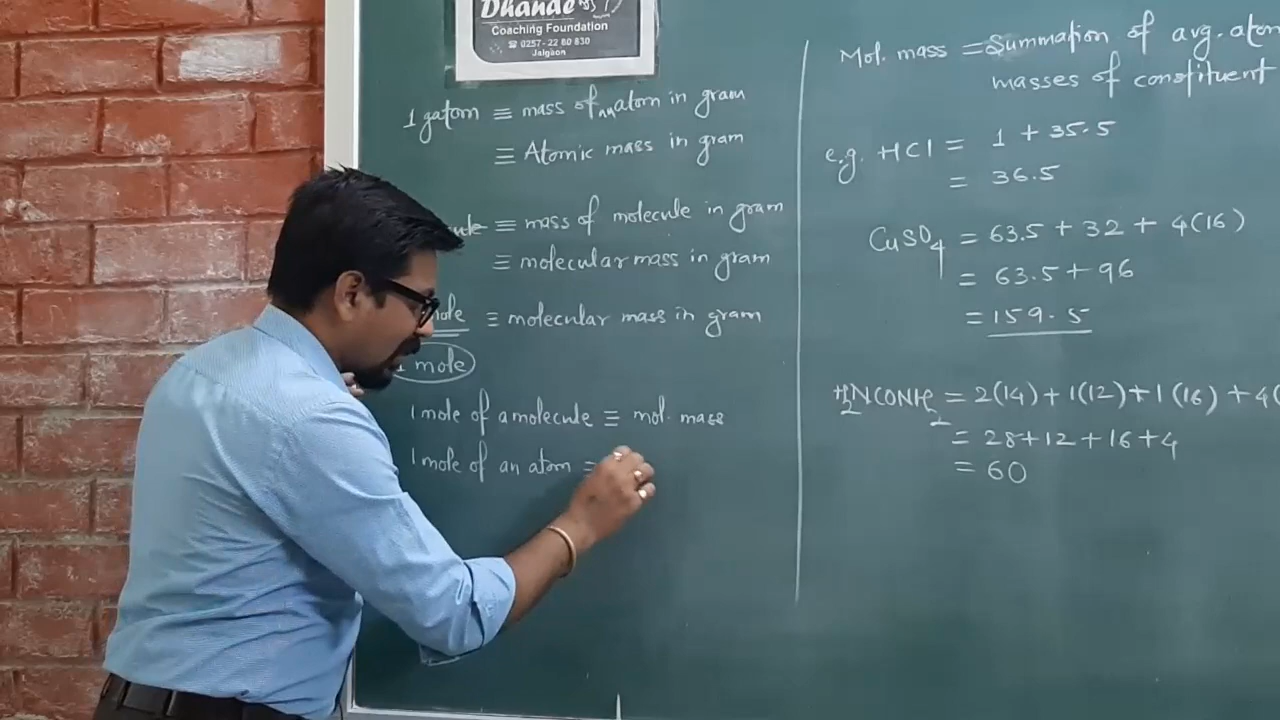 Dhande
Coaching Foundation
☎ 0257-22 60 830
Jalgaon
1 gatom ≡ mass of an atom in gram
≡ Atomic mass in gram
≡ mass of molecule in gram
≡ molecular mass in gram
mole ≡ molecular mass in gram
1 mole
1 mole of a molecule ≡ mol. mass
1 mole of an atom =
Mol. mass = Summation of avg. atom
masses of constituent
e.g. HCl = 1 + 35.5
= 36.5
CuSO4 = 63.5 + 32 + 4(16)
= 63.5 + 96
= 159.5
H2NCONH2 = 2(14) + 1(12) + 1(16) + 4(
= 28+12+16+4
= 60